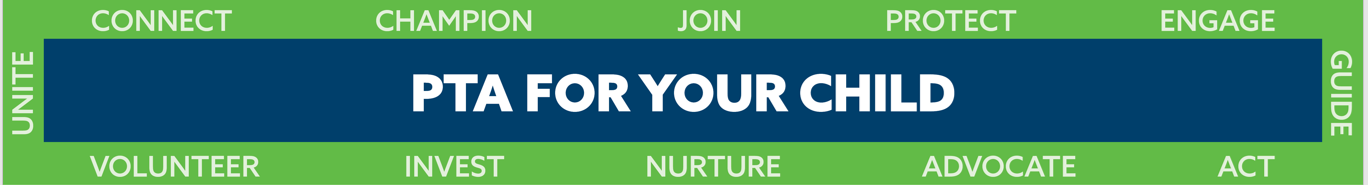 CONNECT CHAMPION JOIN PROTECT ENGAGE
UNITE
PTA FOR YOUR CHILD
GUIDE
VOLUNTEER INVEST NURTURE ADVOCATE ACT